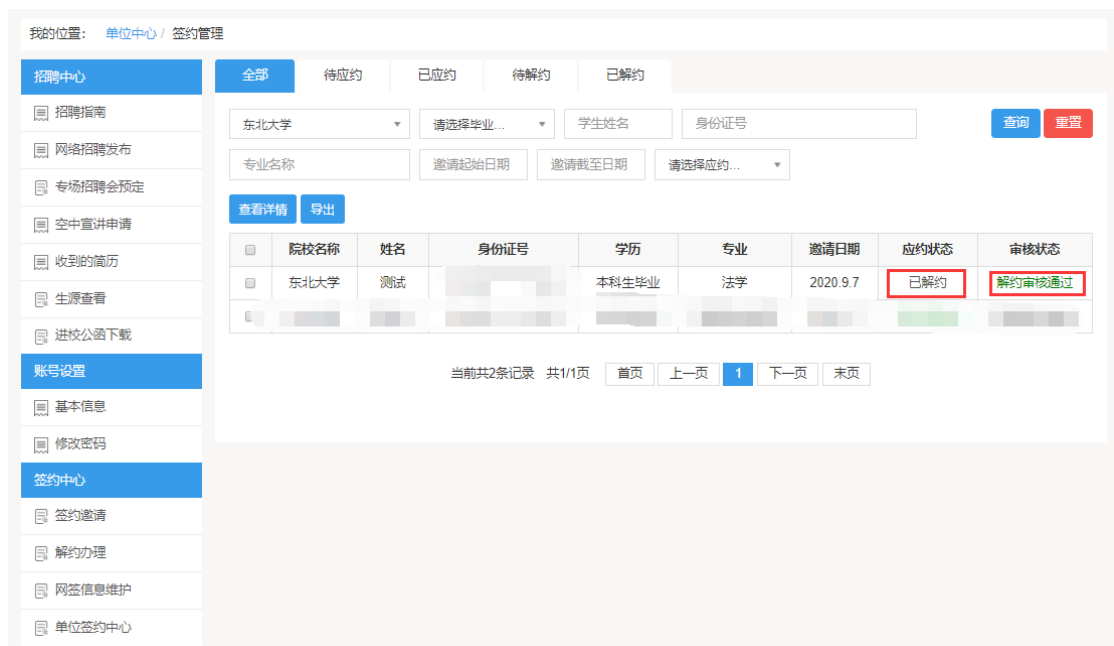 我的位置： 单位中心 / 签约管理
招聘中心
招聘指南
网络招聘发布
专场招聘会预定
空中宣讲申请
收到的简历
生源查看
进校公函下载
账号设置
基本信息
修改密码
签约中心
签约邀请
解约办理
网签信息维护
单位签约中心
全部 待应约 已应约 待解约 已解约
东北大学 请选择毕业... 学生姓名 身份证号 查询 重置
专业名称 邀请起始日期 邀请截至日期 请选择应约...
查看详情 导出
院校名称 姓名 身份证号 学历 专业 邀请日期 应约状态 审核状态
东北大学 测试 本科生毕业 法学 2020.9.7 已解约 解约审核通过
当前共2条记录 共1/1页 首页 上一页 1 下一页 末页